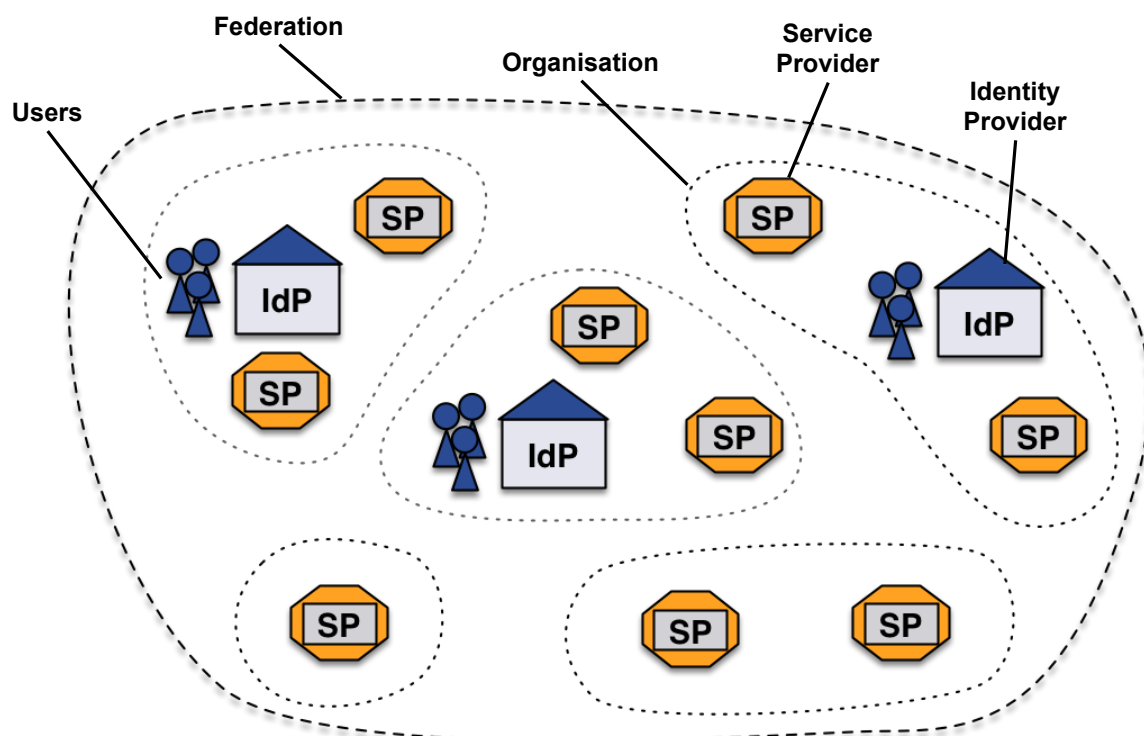 Federation
Organisation
Service
Provider
Identity
Provider
Users
SP
SP
IdP
IdP
SP
SP
IdP
SP
SP
SP
SP
SP
SP